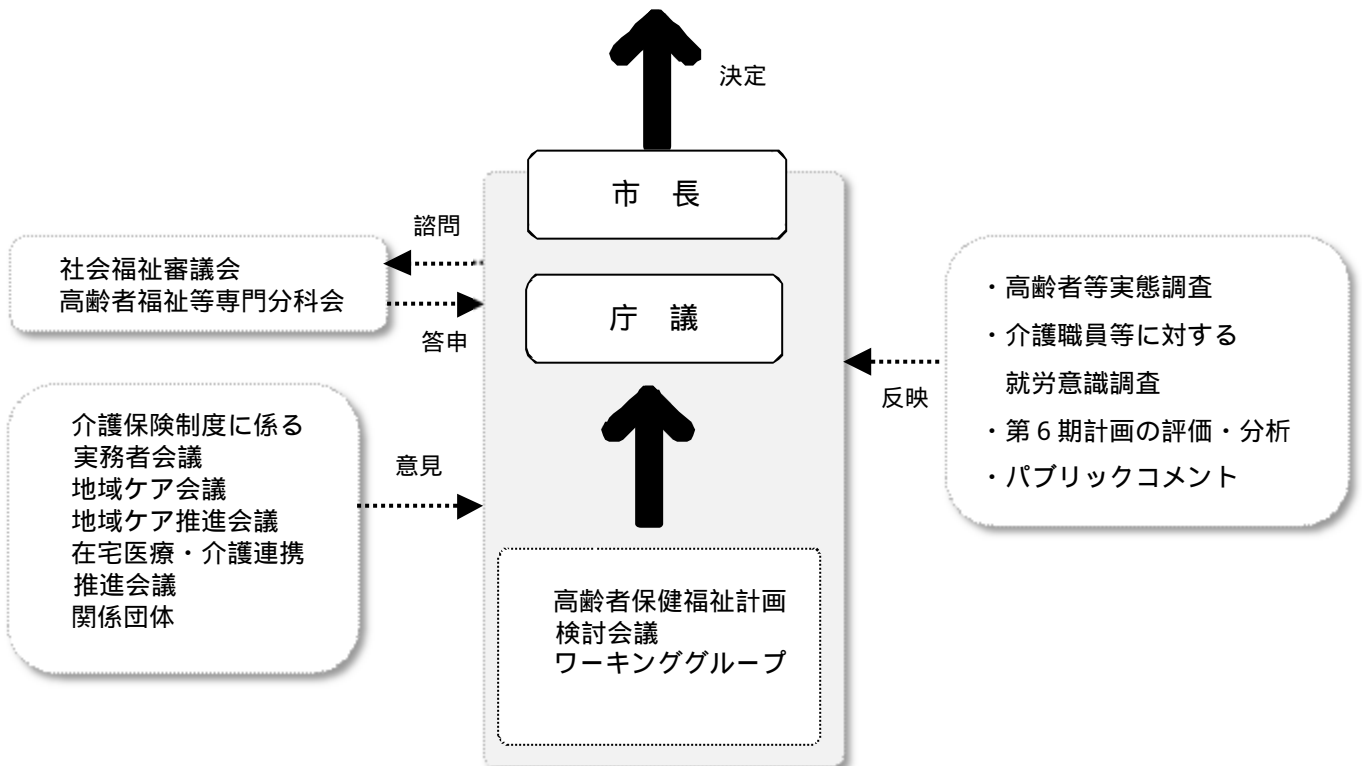 決定
市　長
諮問
社会福祉審議会
高齢者福祉等専門分科会
答申
庁　議
・高齢者等実態調査
・介護職員等に対する
就労意識調査
・第６期計画の評価・分析
・パブリックコメント
反映
介護保険制度に係る
実務者会議
地域ケア会議
地域ケア推進会議
在宅医療・介護連携
推進会議
関係団体
意見
高齢者保健福祉計画
検討会議
ワーキンググループ